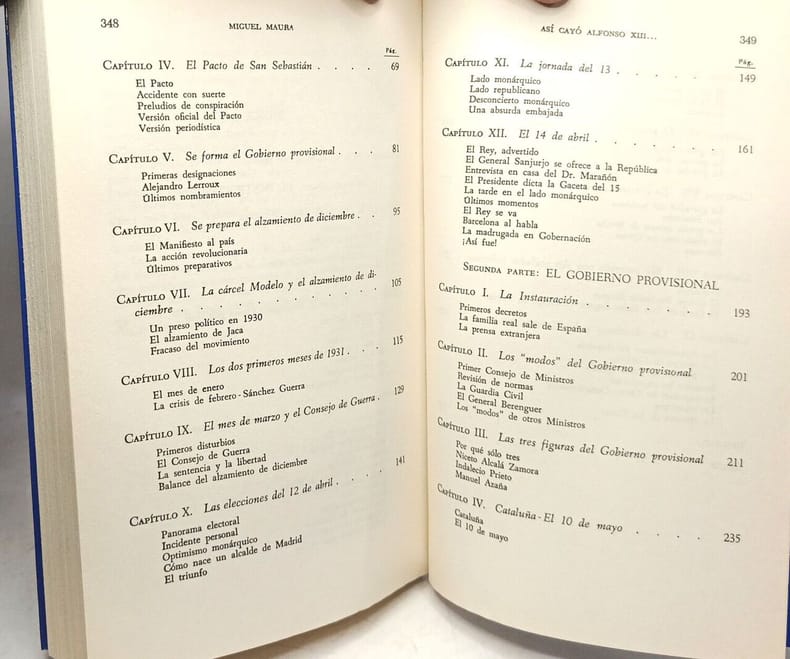 348
MIGUEL MAURA
Pág.
CAPÍTULO IV. El Pacto de San Sebastián . . . . 69
El Pacto
Accidente con suerte
Preludios de conspiración
Versión oficial del Pacto
Versión periodística
CAPÍTULO V. Se forma el Gobierno provisional . . . 81
Primeras designaciones
Alejandro Lerroux
Últimos nombramientos
CAPÍTULO VI. Se prepara el alzamiento de diciembre . . 95
El Manifiesto al país
La acción revolucionaria
Últimos preparativos
CAPÍTULO VII. La cárcel Modelo y el alzamiento de di-
ciembre . . . . . . . . . . . 105
Un preso político en 1930
El alzamiento de Jaca
Fracaso del movimiento
CAPÍTULO VIII. Los dos primeros meses de 1931 . . . 115
El mes de enero
La crisis de febrero - Sánchez Guerra
CAPÍTULO IX. El mes de marzo y el Consejo de Guerra . 129
Primeros disturbios
El Consejo de Guerra
La sentencia y la libertad
Balance del alzamiento de diciembre
CAPÍTULO X. Las elecciones del 12 de abril . . . . 141
Panorama electoral
Incidente personal
Optimismo monárquico
Cómo nace un alcalde de Madrid
El triunfo
ASÍ CAYÓ ALFONSO XIII...
349
Pág.
CAPÍTULO XI. La jornada del 13 . . . . . 149
Lado monárquico
Lado republicano
Desconcierto monárquico
Una absurda embajada
CAPÍTULO XII. El 14 de abril . . . . . . 161
El Rey, advertido
El General Sanjurjo se ofrece a la República
Entrevista en casa del Dr. Marañón
El Presidente dicta la Gaceta del 15
La tarde en el lado monárquico
Últimos momentos
El Rey se va
Barcelona al habla
La madrugada en Gobernación
¡Así fue!
SEGUNDA PARTE: EL GOBIERNO PROVISIONAL
CAPÍTULO I. La Instauración . . . . . . 193
Primeros decretos
La familia real sale de España
La prensa extranjera
CAPÍTULO II. Los "modos" del Gobierno provisional 201
Primer Consejo de Ministros
Revisión de normas
La Guardia Civil
El General Berenguer
Los "modos" de otros Ministros
CAPÍTULO III. Las tres figuras del Gobierno provisional 211
Por qué sólo tres
Niceto Alcalá Zamora
Indalecio Prieto
Manuel Azaña
CAPÍTULO IV. Cataluña - El 10 de mayo . . . . 235
Cataluña
El 10 de mayo